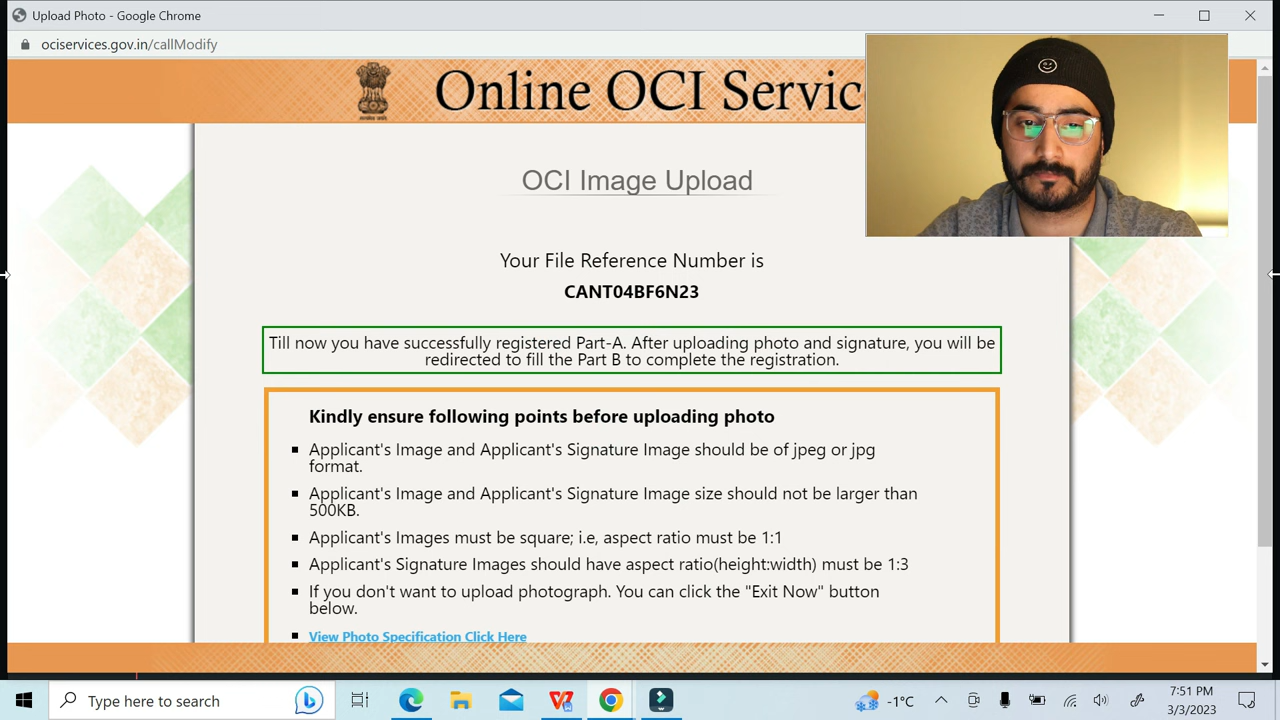 Upload Photo - Google Chrome
ociservices.gov.in/callModify
Online OCI Servic
OCI Image Upload
Your File Reference Number is
CANT04BF6N23
Till now you have successfully registered Part-A. After uploading photo and signature, you will be
redirected to fill the Part B to complete the registration.
Kindly ensure following points before uploading photo
Applicant's Image and Applicant's Signature Image should be of jpeg or jpg
format.
Applicant's Image and Applicant's Signature Image size should not be larger than
500KB.
Applicant's Images must be square; i.e, aspect ratio must be 1:1
Applicant's Signature Images should have aspect ratio(height:width) must be 1:3
If you don't want to upload photograph. You can click the "Exit Now" button
below.
View Photo Specification Click Here
Type here to search
-1°C
7:51 PM
3/3/2023